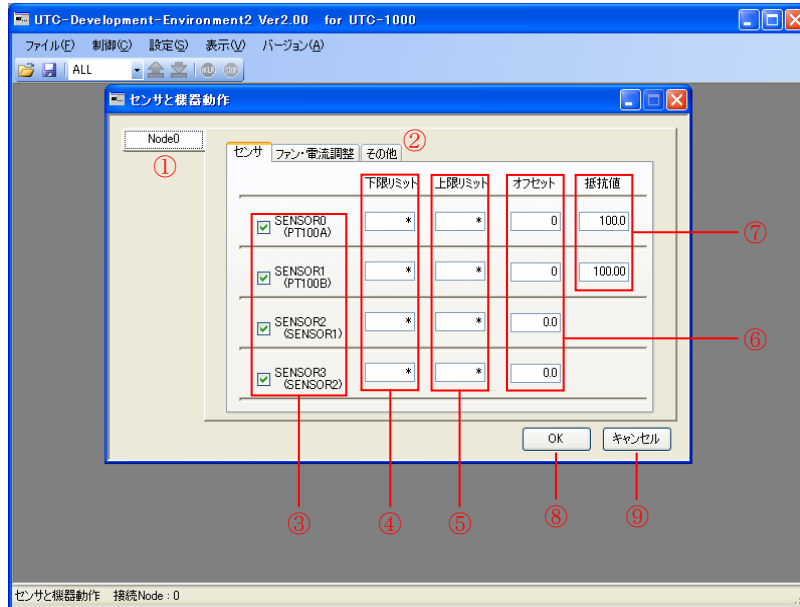 UTC-Development-Environment2 Ver2.00 for UTC-1000
ファイル(F) 制御(C) 設定(S) 表示(V) バージョン(A)
ALL
センサと機器動作
Node0
①
センサ ファン・電流調整 その他
②
下限リミット 上限リミット オフセット 抵抗値
SENSOR0 * * 0 100.0
(PT100A)
⑦
SENSOR1 * * 0 100.00
(PT100B)
SENSOR2 * * 0.0
(SENSOR1)
⑥
SENSOR3 * * 0.0
(SENSOR2)
OK キャンセル
③ ④ ⑤ ⑧ ⑨
センサと機器動作 接続Node : 0